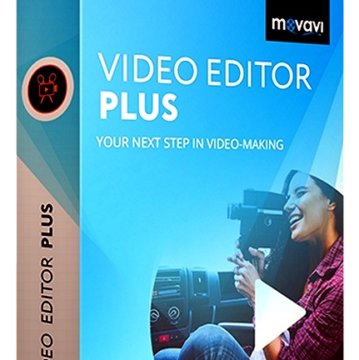 movavi
VIDEO EDITOR
PLUS
YOUR NEXT STEP IN VIDEO-MAKING
VIDEO EDITOR PLUS